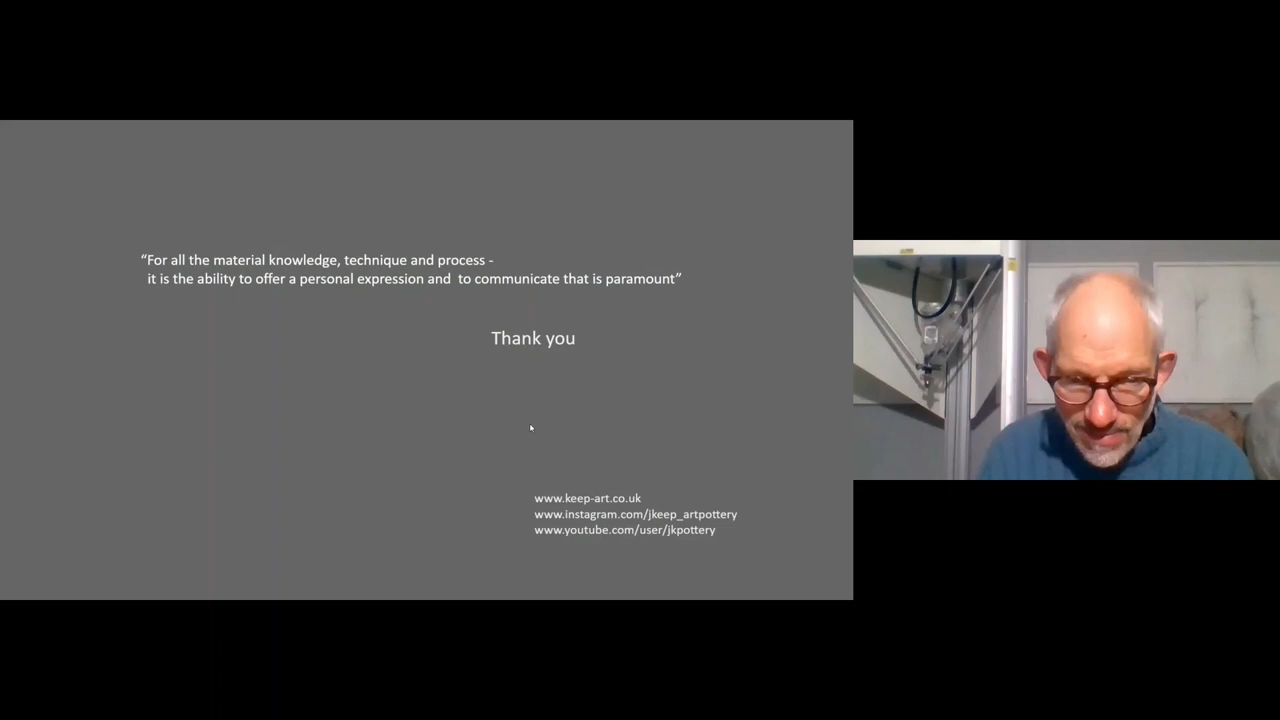 “For all the material knowledge, technique and process -
it is the ability to offer a personal expression and  to communicate that is paramount”
Thank you
www.keep-art.co.uk
www.instagram.com/jkeep_artpottery
www.youtube.com/user/jkpottery